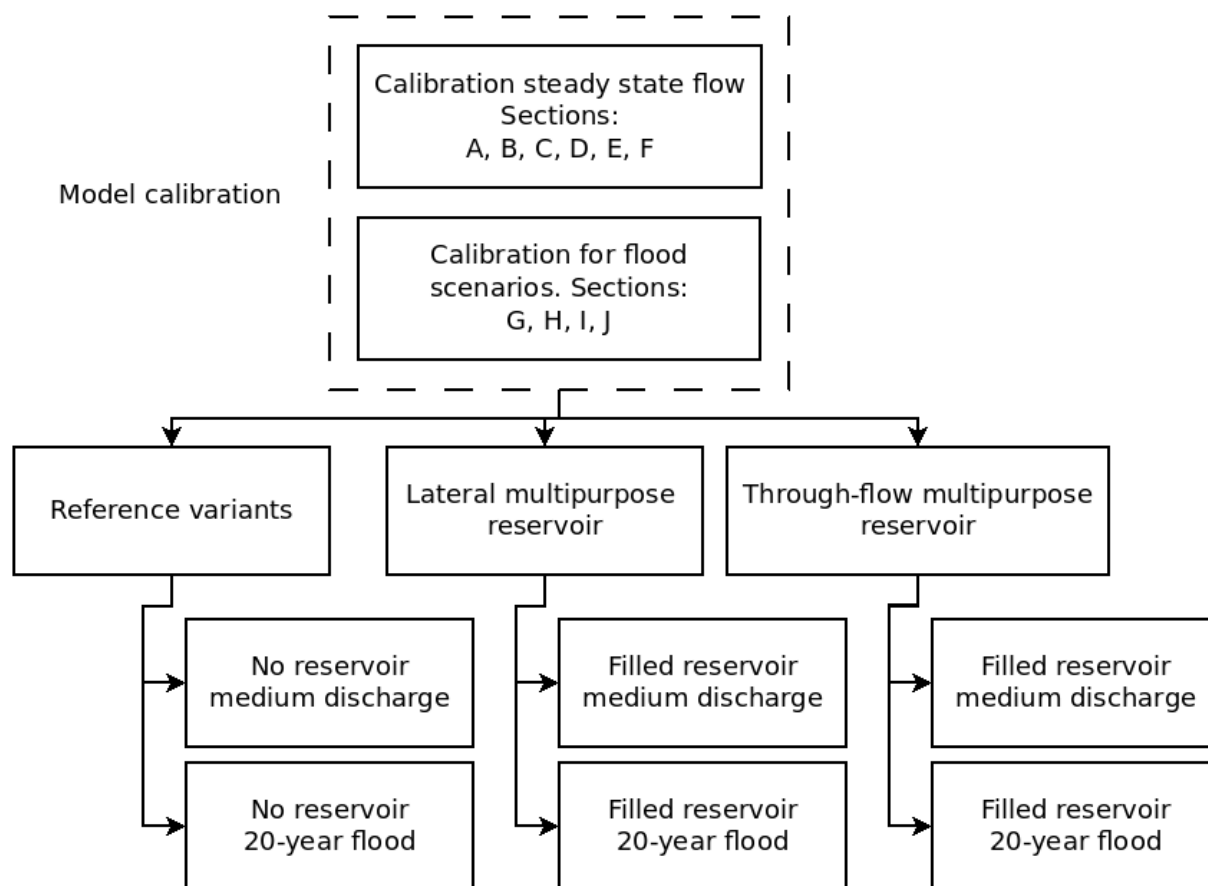 Calibration steady state flow
Sections:
A, B, C, D, E, F
Model calibration
Calibration for flood
scenarios. Sections:
G, H, I, J
Reference variants
Lateral multipurpose
reservoir
Through-flow multipurpose
reservoir
No reservoir
medium discharge
Filled reservoir
medium discharge
Filled reservoir
medium discharge
No reservoir
20-year flood
Filled reservoir
20-year flood
Filled reservoir
20-year flood